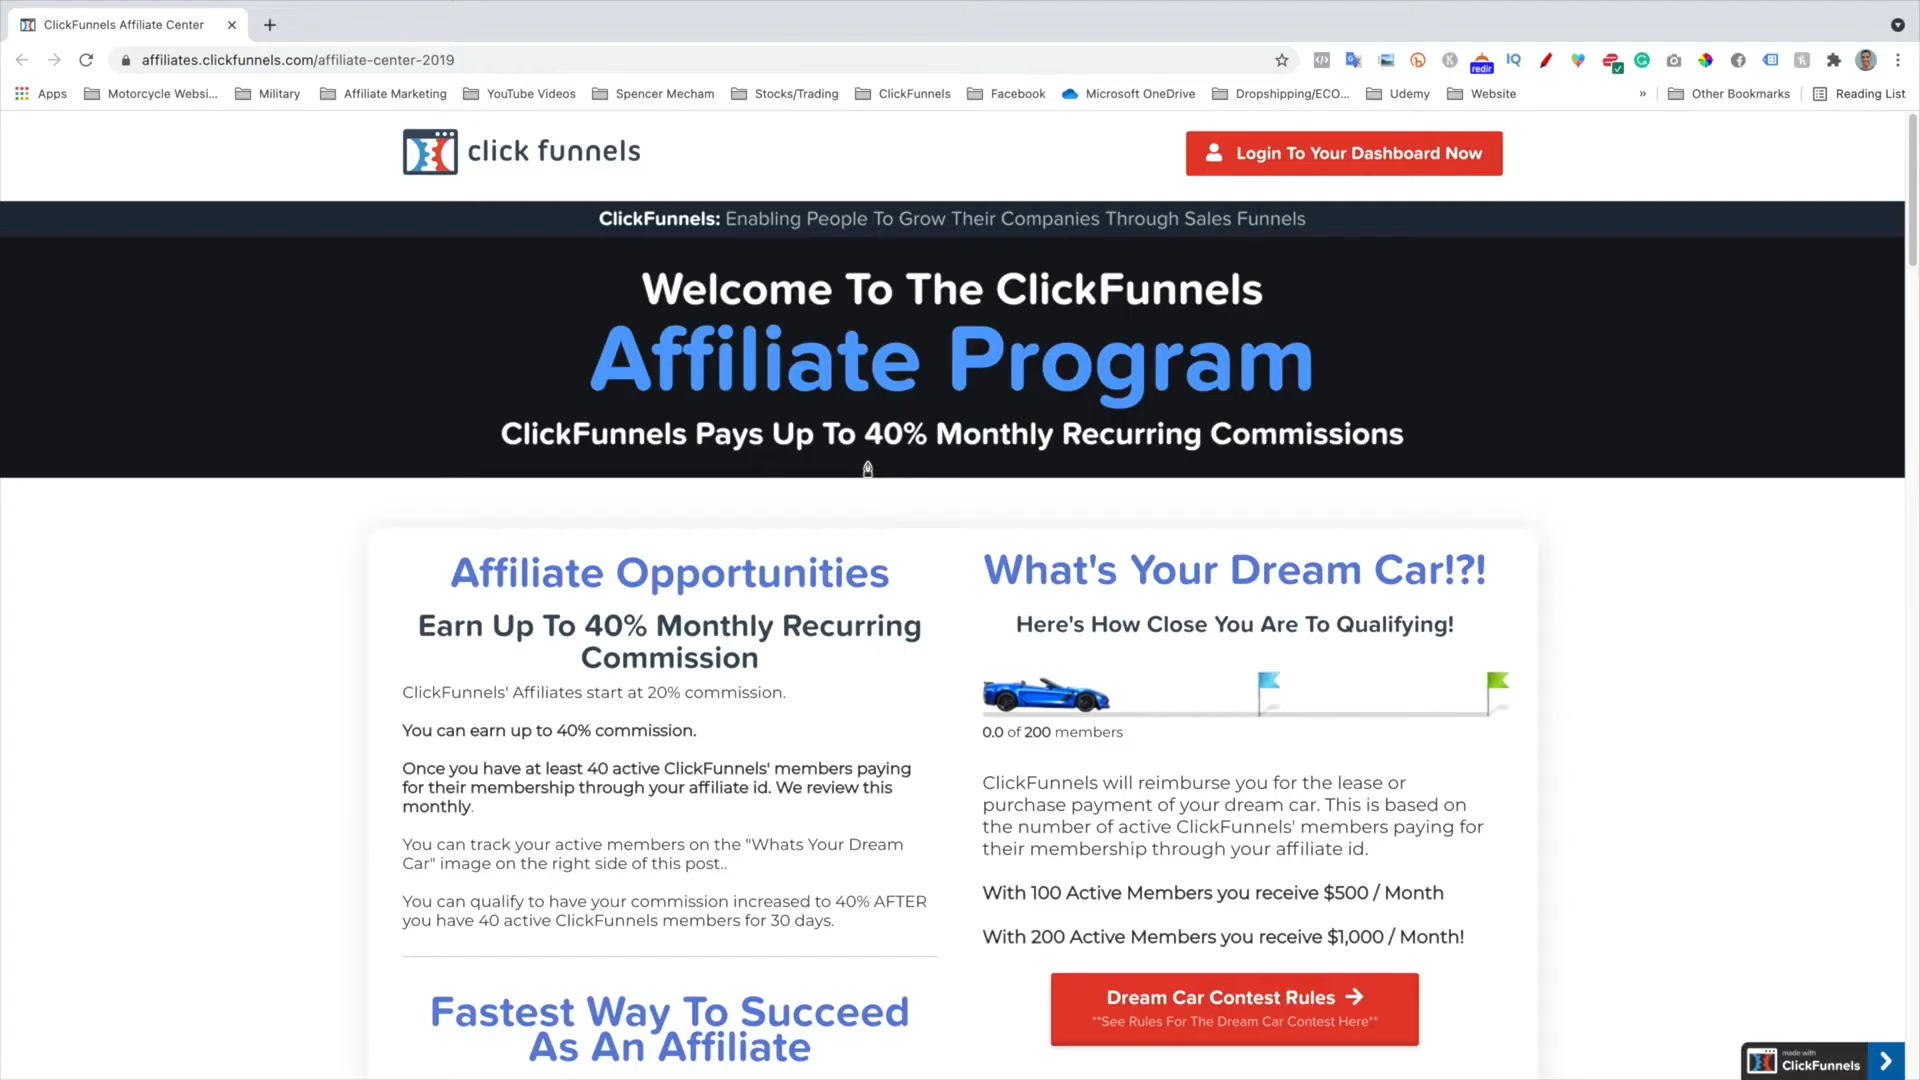 ClickFunnels Affiliate Center
affiliates.clickfunnels.com/affiliate-center-2019
redir
IQ
Apps
Motorcycle Websi...
Military
Affiliate Marketing
YouTube Videos
Spencer Mecham
Stocks/Trading
ClickFunnels
Facebook
Microsoft OneDrive
Dropshipping/ECO...
Udemy
Website
»
Other Bookmarks
Reading List
click funnels
Login To Your Dashboard Now
ClickFunnels: Enabling People To Grow Their Companies Through Sales Funnels
Welcome To The ClickFunnels
Affiliate Program
ClickFunnels Pays Up To 40% Monthly Recurring Commissions
Affiliate Opportunities
Earn Up To 40% Monthly Recurring
Commission
ClickFunnels' Affiliates start at 20% commission.
You can earn up to 40% commission.
Once you have at least 40 active ClickFunnels' members paying
for their membership through your affiliate id. We review this
monthly.
You can track your active members on the "Whats Your Dream
Car" image on the right side of this post..
You can qualify to have your commission increased to 40% AFTER
you have 40 active ClickFunnels members for 30 days.
Fastest Way To Succeed
As An Affiliate
What's Your Dream Car!?!
Here's How Close You Are To Qualifying!
0.0 of 200 members
ClickFunnels will reimburse you for the lease or
purchase payment of your dream car. This is based on
the number of active ClickFunnels' members paying for
their membership through your affiliate id.
With 100 Active Members you receive $500 / Month
With 200 Active Members you receive $1,000 / Month!
Dream Car Contest Rules
**See Rules For The Dream Car Contest Here**
made with
ClickFunnels